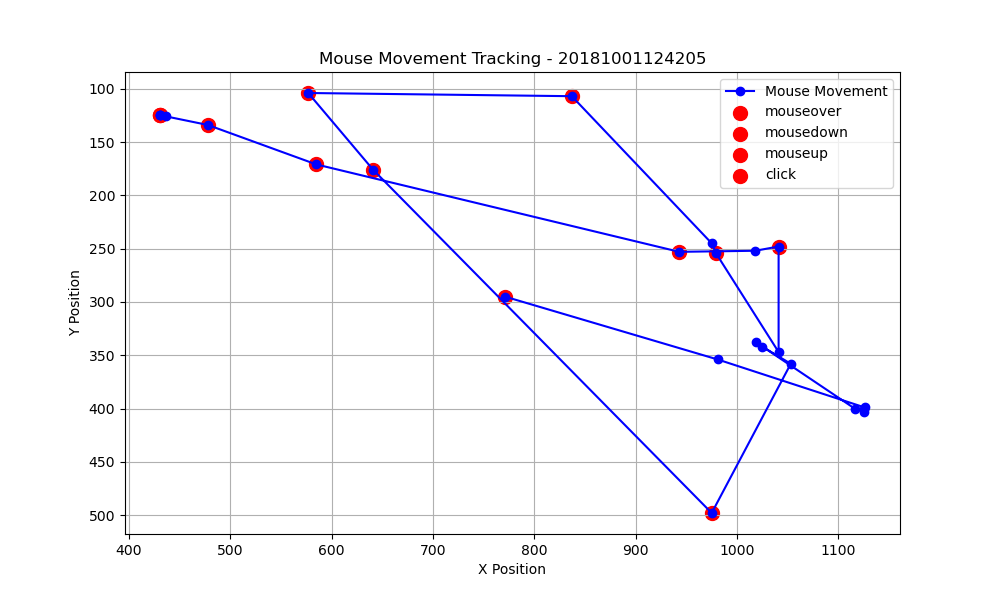 Mouse Movement Tracking - 20181001124205
Mouse Movement
mouseover
mousedown
mouseup
click
100
150
200
250
300
350
400
450
500
Y Position
400 500 600 700 800 900 1000 1100
X Position